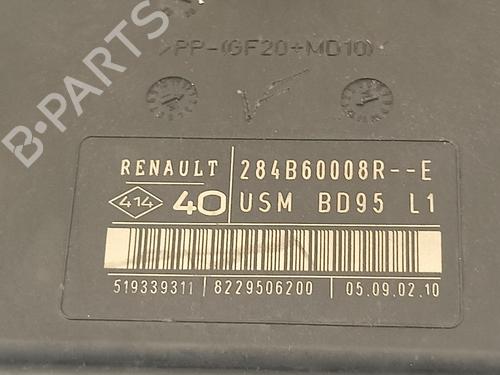 >PP-(GF20+MD10)
B-PARTS
RENAULT 284B60008R--E
414 40 USM BD95 L1
519339311 8229506200 05.09.02.10